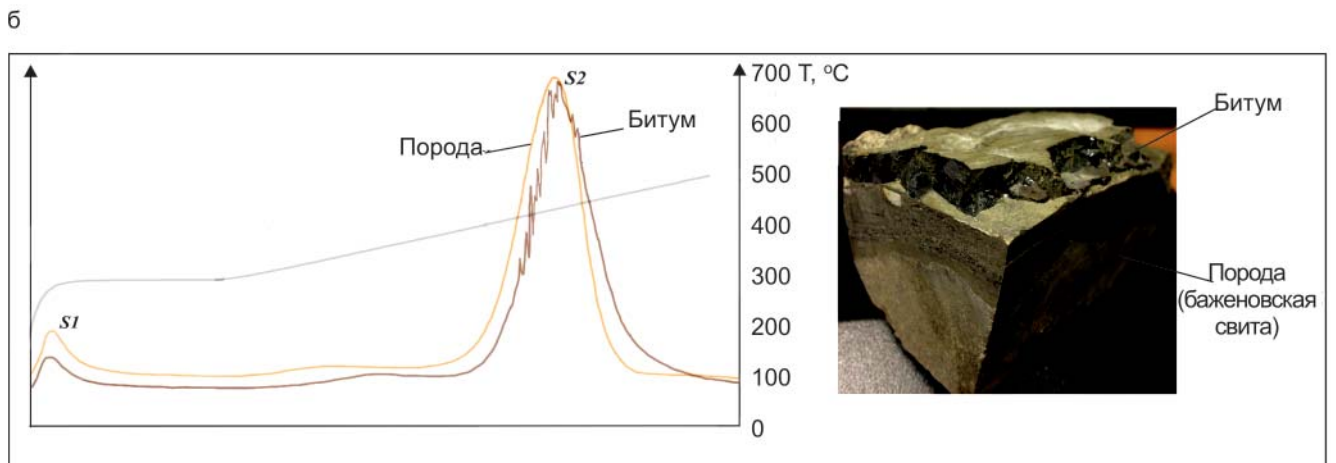 б
700 T, °C
S2
600
Порода
Битум
500
400
300
S1
200
100
0
Битум
Порода
(баженовская
свита)